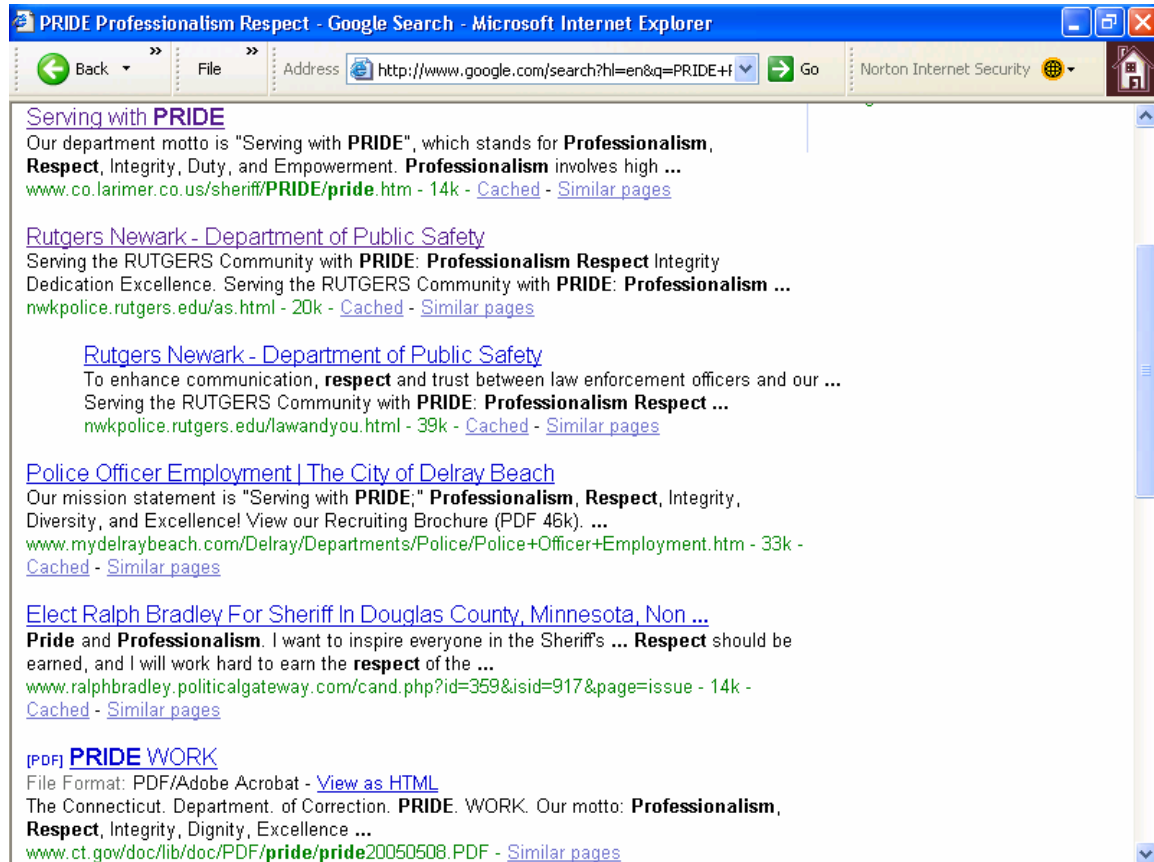 PRIDE Professionalism Respect - Google Search - Microsoft Internet Explorer
Back
File
Address http://www.google.com/search?hl=en&q=PRIDE+
Go
Norton Internet Security
Serving with PRIDE
Our department motto is "Serving with PRIDE", which stands for Professionalism,
Respect, Integrity, Duty, and Empowerment. Professionalism involves high ...
www.co.larimer.co.us/sheriff/PRIDE/pride.htm - 14k - Cached - Similar pages
Rutgers Newark - Department of Public Safety
Serving the RUTGERS Community with PRIDE: Professionalism Respect Integrity
Dedication Excellence. Serving the RUTGERS Community with PRIDE: Professionalism ...
nwkpolice.rutgers.edu/as.html - 20k - Cached - Similar pages
Rutgers Newark - Department of Public Safety
To enhance communication, respect and trust between law enforcement officers and our ...
Serving the RUTGERS Community with PRIDE: Professionalism Respect ...
nwkpolice.rutgers.edu/lawandyou.html - 39k - Cached - Similar pages
Police Officer Employment | The City of Delray Beach
Our mission statement is "Serving with PRIDE;" Professionalism, Respect, Integrity,
Diversity, and Excellence! View our Recruiting Brochure (PDF 46k). ...
www.mydelraybeach.com/Delray/Departments/Police/Police+Officer+Employment.htm - 33k -
Cached - Similar pages
Elect Ralph Bradley For Sheriff In Douglas County, Minnesota, Non ...
Pride and Professionalism. I want to inspire everyone in the Sheriff's ... Respect should be
earned, and I will work hard to earn the respect of the ...
www.ralphbradley.politicalgateway.com/cand.php?id=359&isid=917&page=issue - 14k -
Cached - Similar pages
[PDF] PRIDE WORK
File Format: PDF/Adobe Acrobat - View as HTML
The Connecticut. Department. of Correction. PRIDE. WORK. Our motto: Professionalism,
Respect, Integrity, Dignity, Excellence ...
www.ct.gov/doc/lib/doc/PDF/pride/pride20050508.PDF - Similar pages